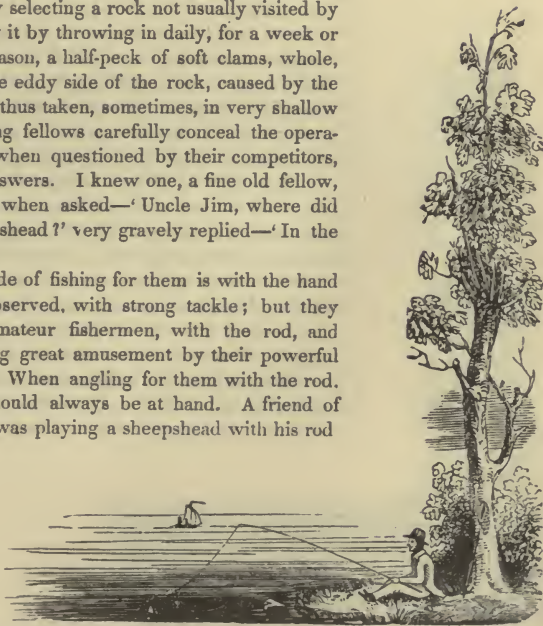 selecting a rock not usually visited by
it by throwing in daily, for a week or
ason, a half-peck of soft clams, whole,
e eddy side of the rock, caused by the
thus taken, sometimes, in very shallow
ng fellows carefully conceal the opera-
when questioned by their competitors,
swers. I knew one, a fine old fellow,
when asked—‘Uncle Jim, where did
shead?’ very gravely replied—‘In the
de of fishing for them is with the hand
served, with strong tackle; but they
mateur fishermen, with the rod, and
ng great amusement by their powerful
When angling for them with the rod.
ould always be at hand. A friend of
was playing a sheepshead with his rod